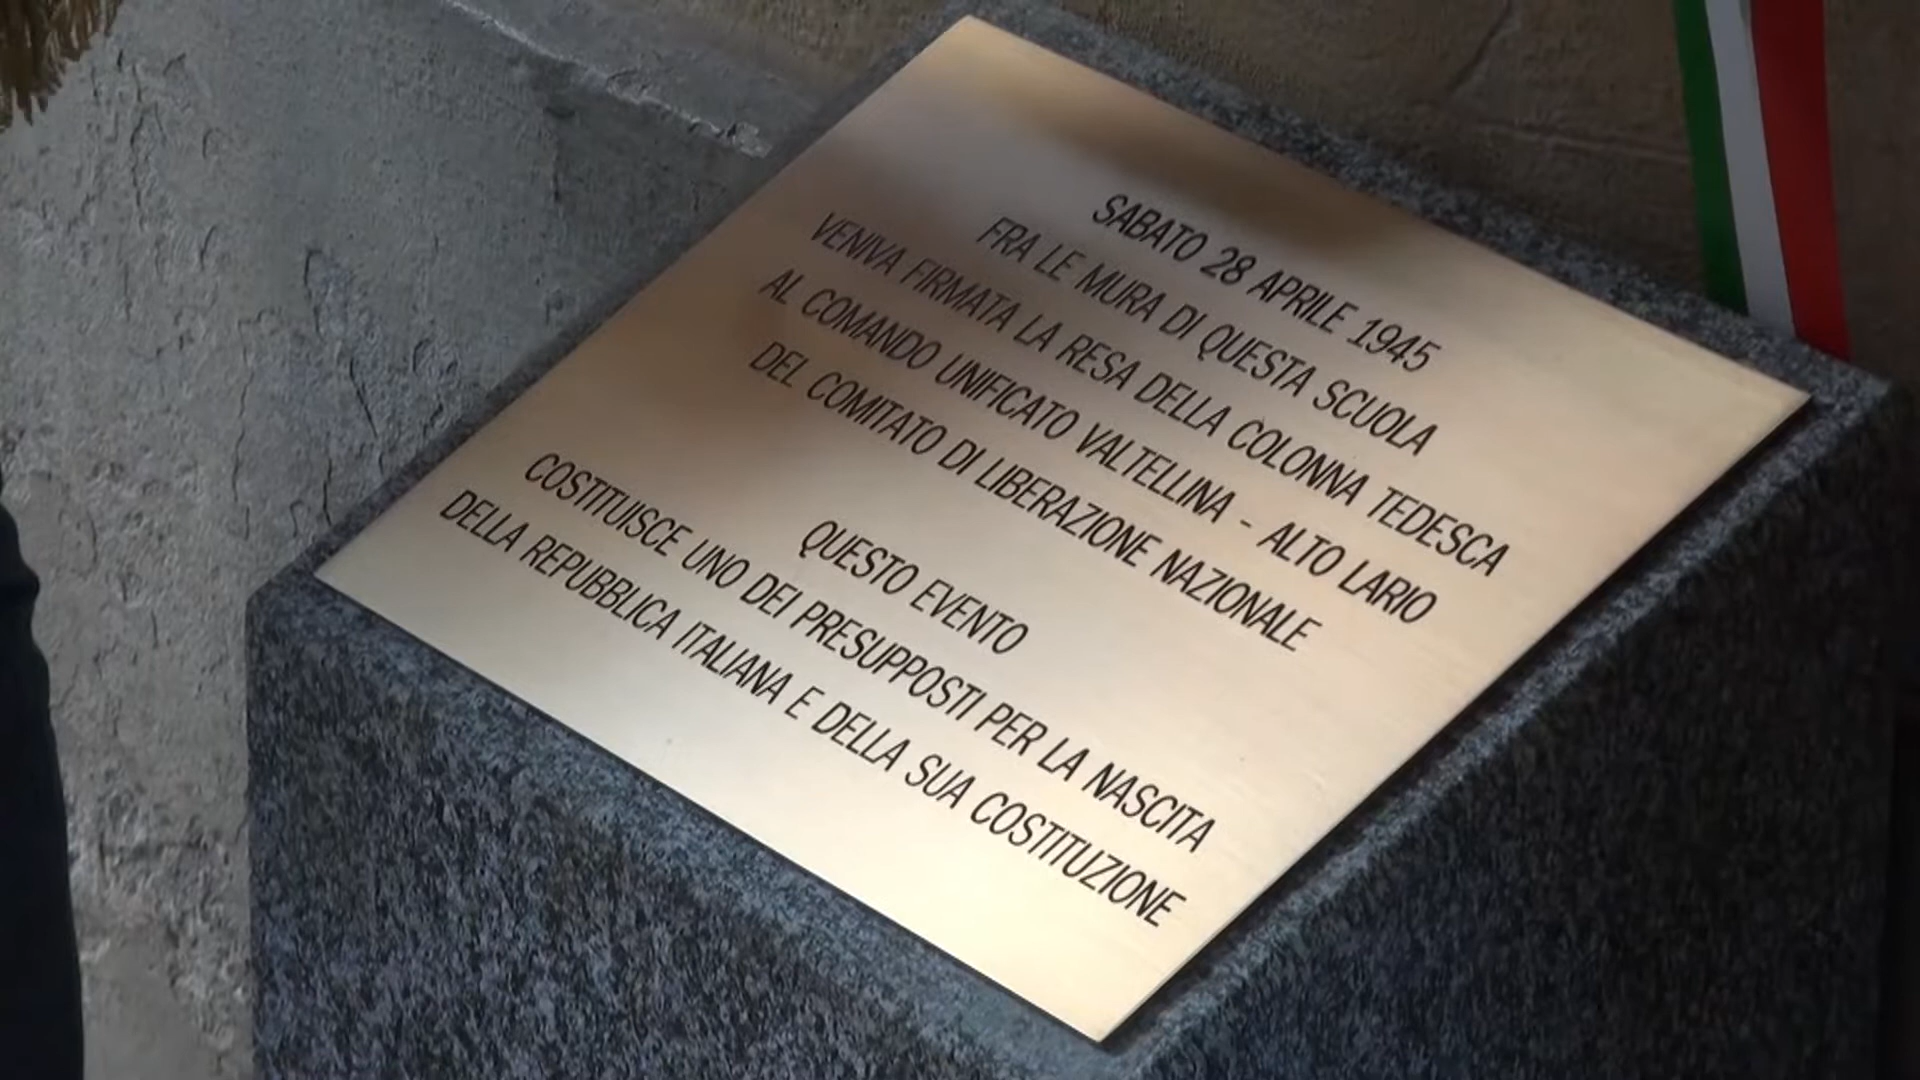 SABATO 28 APRILE 1945
FRA LE MURA DI QUESTA SCUOLA
VENIVA FIRMATA LA RESA DELLA COLONNA TEDESCA
AL COMANDO UNIFICATO VALTELLINA - ALTO LARIO
DEL COMITATO DI LIBERAZIONE NAZIONALE
QUESTO EVENTO
COSTITUISCE UNO DEI PRESUPPOSTI PER LA NASCITA
DELLA REPUBBLICA ITALIANA E DELLA SUA COSTITUZIONE